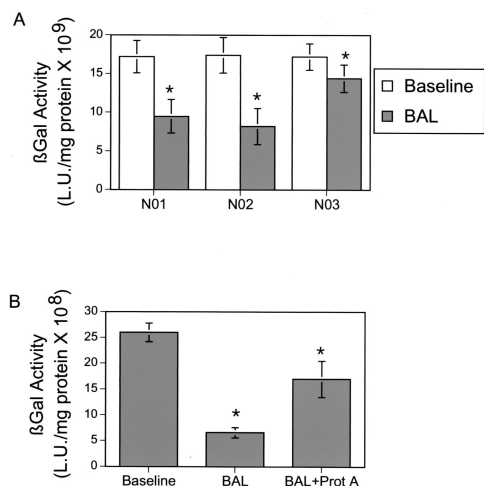 A
ßGal Activity
(L.U./mg protein X 10⁹)
20
15
10
5
0
*
*
*
N01 N02 N03
Baseline
BAL
B
ßGal Activity
(L.U./mg protein X 10⁸)
30
25
20
15
10
5
0
*
*
Baseline BAL BAL+Prot A